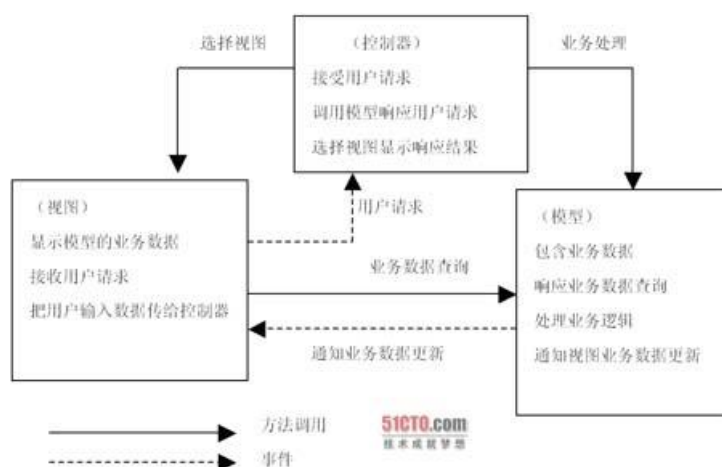 选择视图
（控制器）
业务处理
接受用户请求
调用模型响应用户请求
选择视图显示响应结果
用户请求
（视图）
显示模型的业务数据
接收用户请求
把用户输入数据传给控制器
业务数据查询
通知业务数据更新
（模型）
包含业务数据
响应业务数据查询
处理业务逻辑
通知视图业务数据更新
方法调用
事件
51CTO.com
技术成就梦想